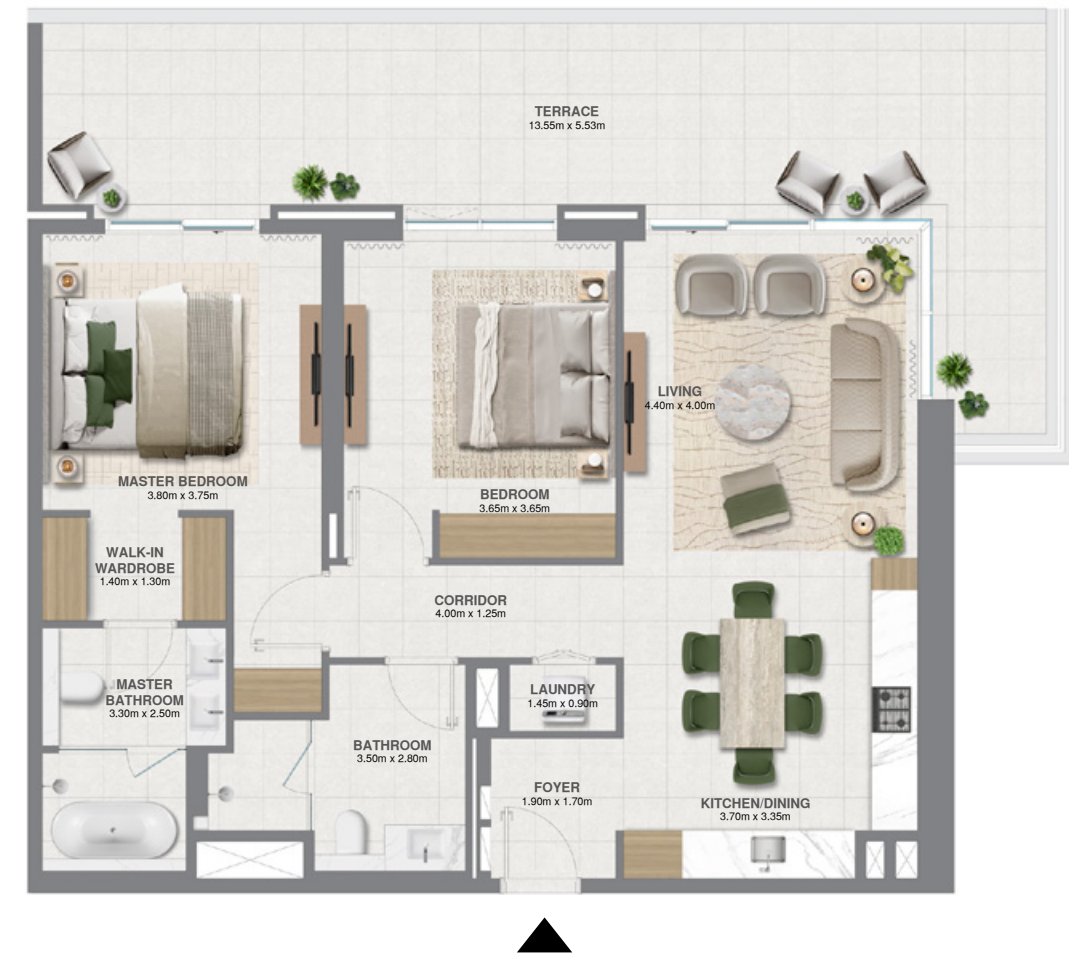 TERRACE
13.55m x 5.53m
LIVING
4.40m x 4.00m
MASTER BEDROOM
3.80m x 3.75m
BEDROOM
3.65m x 3.65m
WALK-IN
WARDROBE
1.40m x 1.30m
CORRIDOR
4.00m x 1.25m
MASTER
BATHROOM
3.30m x 2.50m
LAUNDRY
1.45m x 0.90m
BATHROOM
3.50m x 2.80m
FOYER
1.90m x 1.70m
KITCHEN/DINING
3.70m x 3.35m